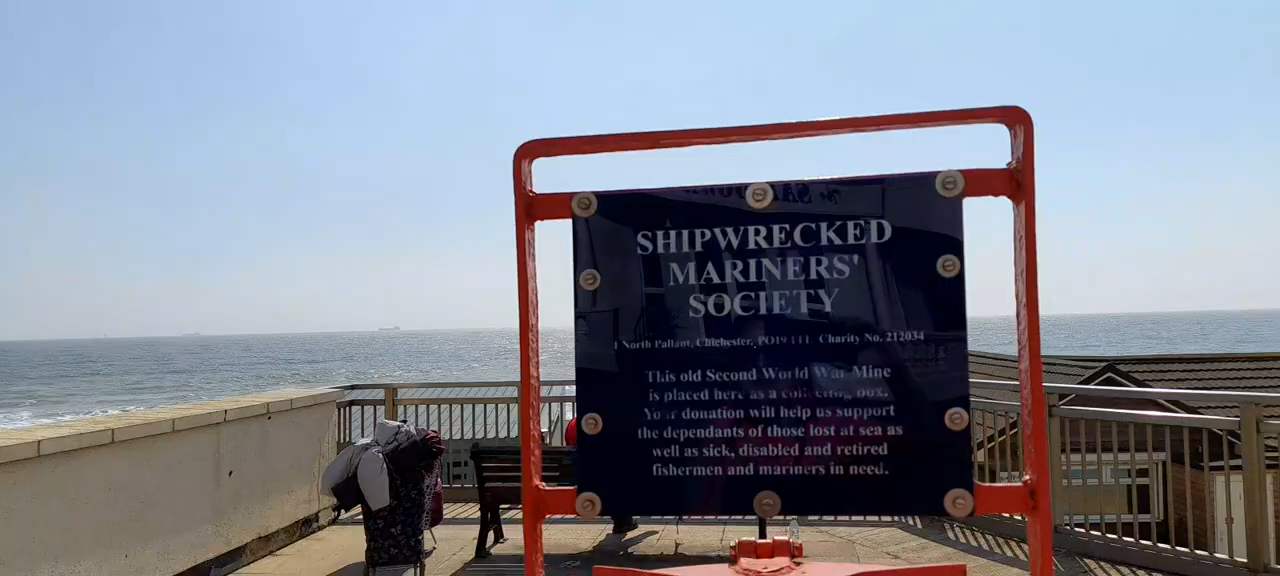 SHIPWRECKED
MARINERS'
SOCIETY
1 North Pallant, Chichester, PO19 1TL Charity No. 212034
This old Second World War Mine
is placed here as a collecting box.
Your donation will help us support
the dependants of those lost at sea as
well as sick, disabled and retired
fishermen and mariners in need.